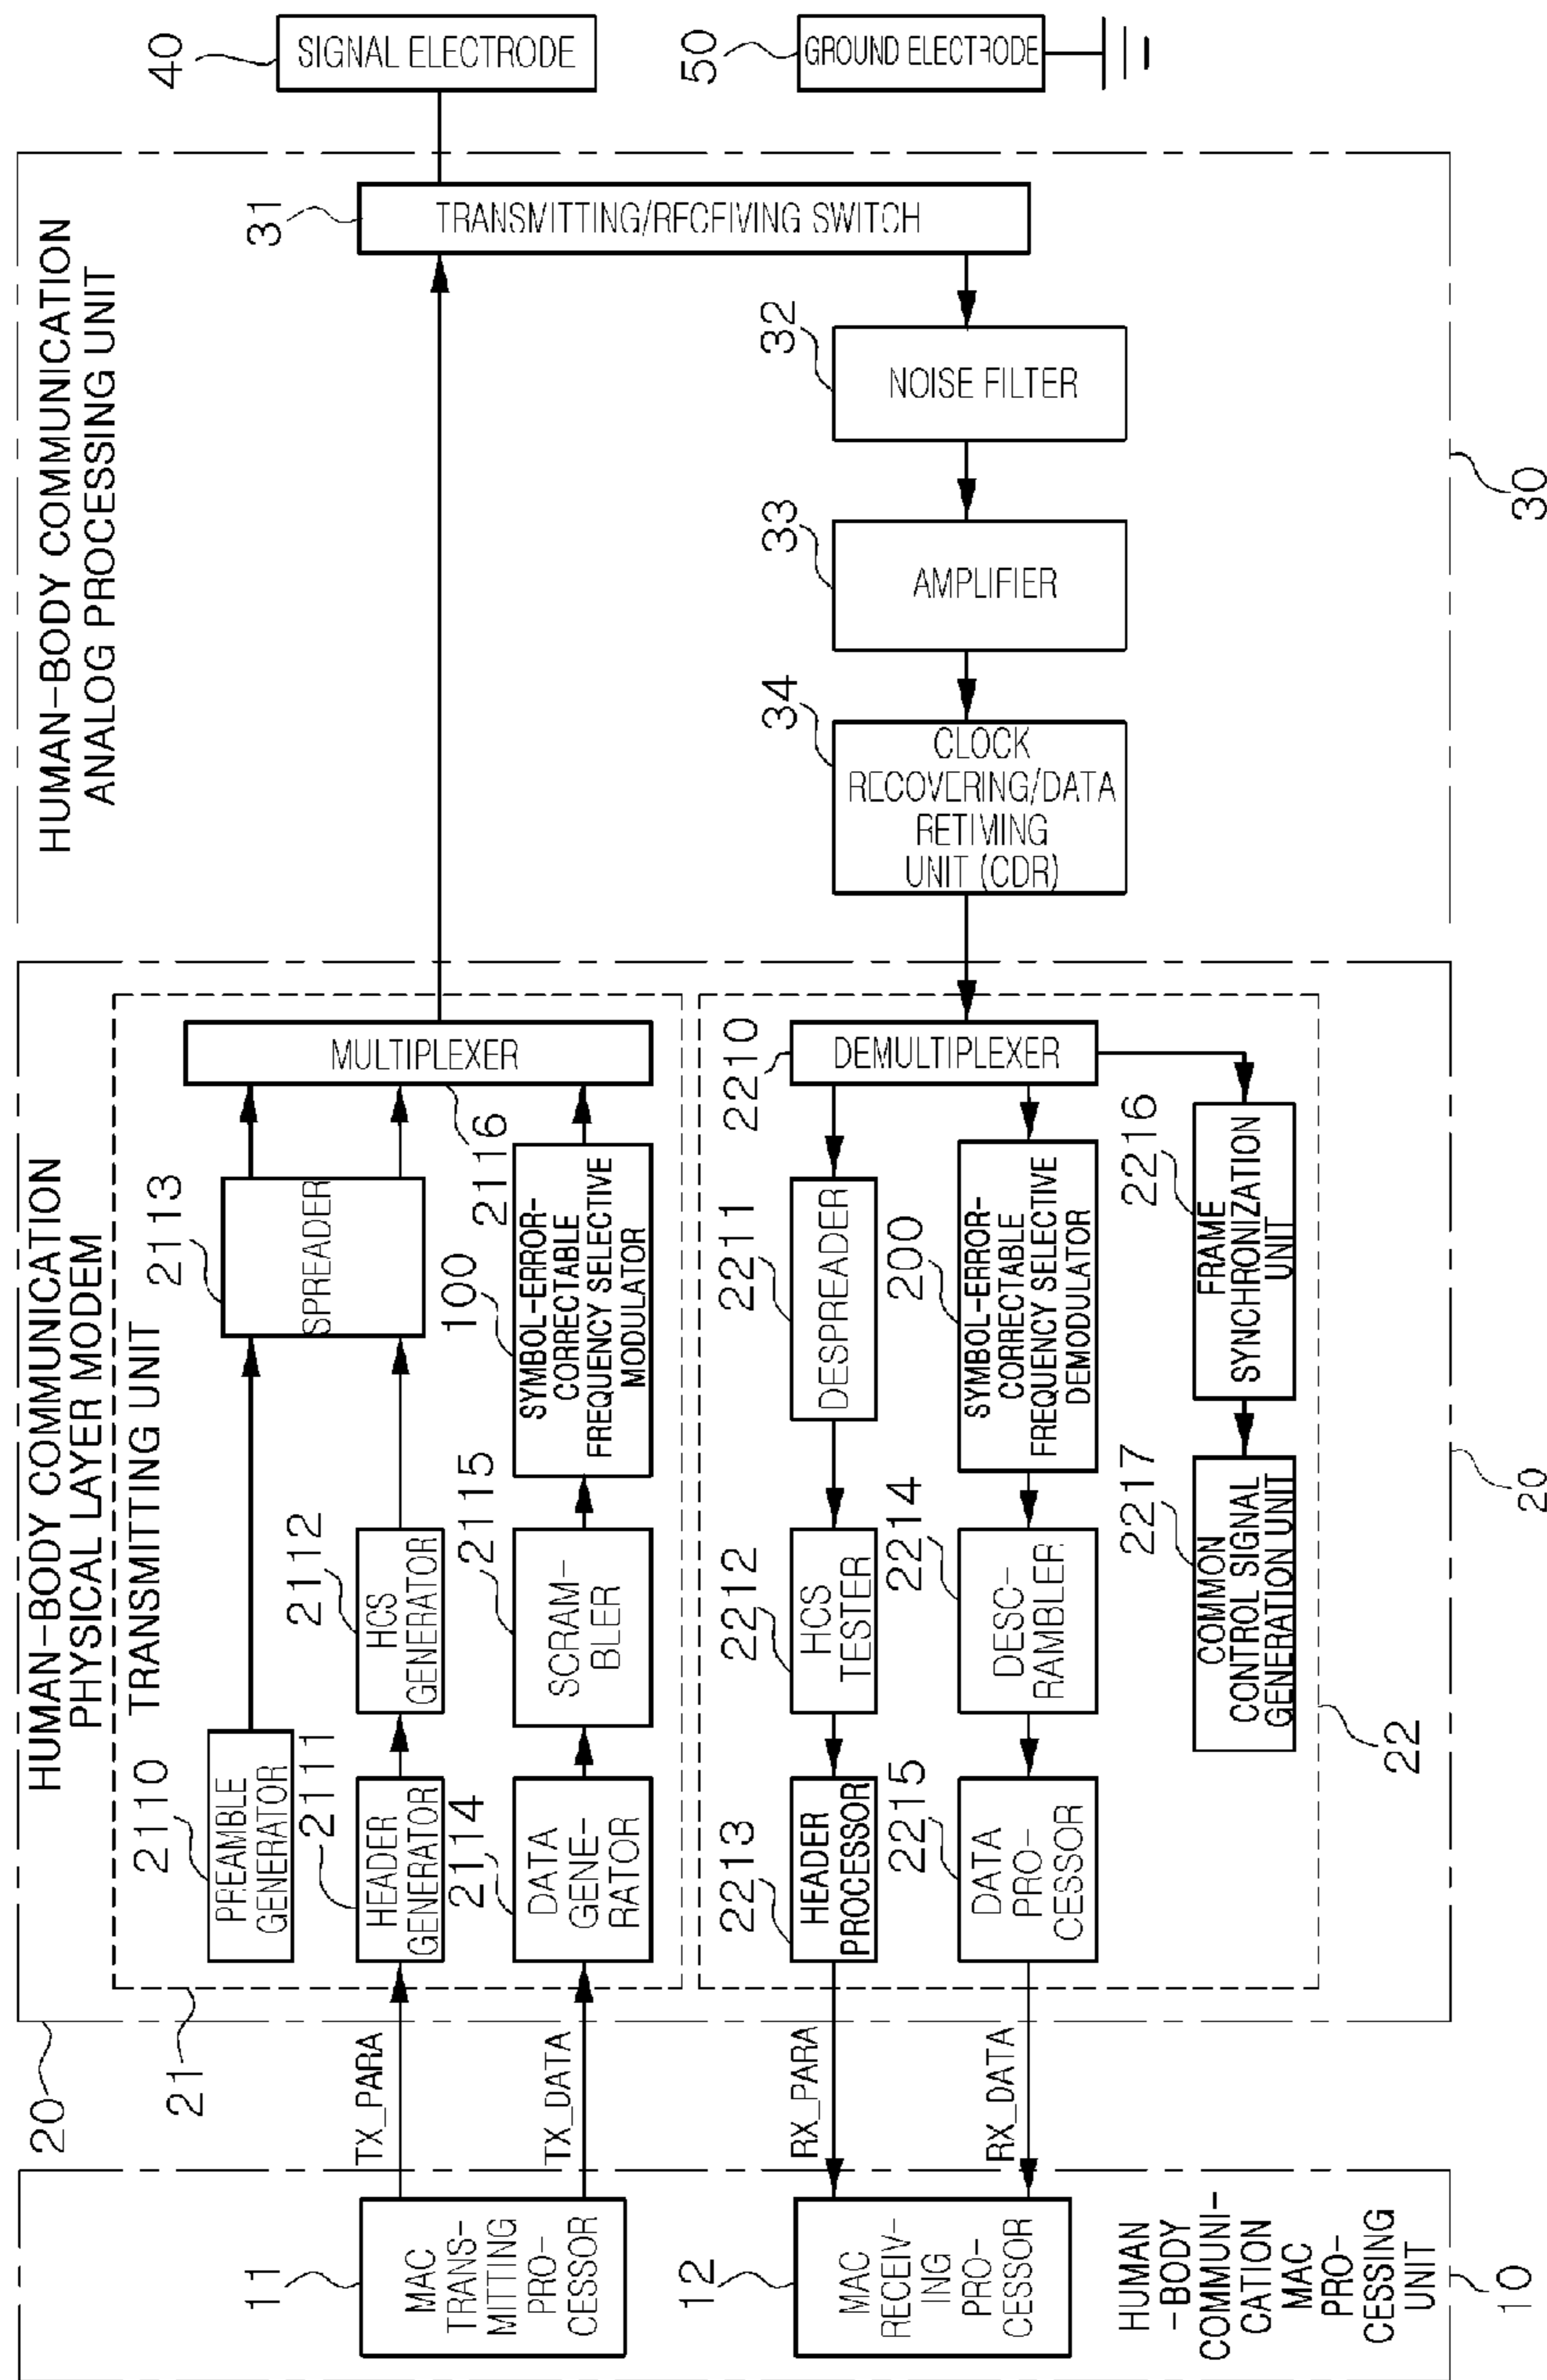 HUMAN-BODY COMMUNICATION
PHYSICAL LAYER MODEM
20
21
TRANSMITTING UNIT
2110
PREAMBLE
GENERATOR
2113
SPREADER
2111
HEADER
GENERATOR
2112
HCS
GENERATOR
2114
DATA
GENE-
RATOR
2115
SCRAM-
BLER
100
SYMBOL-ERROR-
CORRECTABLE
FREQUENCY SELECTIVE
MODULATOR
2116
MULTIPLEXER
11
MAC
TRANS-
MITTING
PRO-
CESSOR
TX_PARA
TX_DATA
12
MAC
RECEIV-
ING
PRO-
CESSOR
RX_PARA
RX_DATA
HUMAN
-BODY
COMMUNI-
CATION
MAC
PRO-
CESSING
UNIT
10
2213
HEADER
PROCESSOR
2212
HCS
TESTER
2211
DESPREADER
2210
DEMULTIPLEXER
2215
DATA
PRO-
CESSOR
2214
DESC-
RAMBLER
200
SYMBOL-ERROR-
CORRECTABLE
FREQUENCY SELECTIVE
DEMODULATOR
2217
COMMON
CONTROL SIGNAL
GENERATION UNIT
2216
FRAME
SYNCHRONIZATION
UNIT
22
20
HUMAN-BODY COMMUNICATION
ANALOG PROCESSING UNIT
31
TRANSMITTING/RECEIVING SWITCH
34
CLOCK
RECOVERING/DATA
RETIMING
UNIT (CDR)
33
AMPLIFIER
32
NOISE FILTER
30
40
SIGNAL ELECTRODE
50
GROUND ELECTRODE